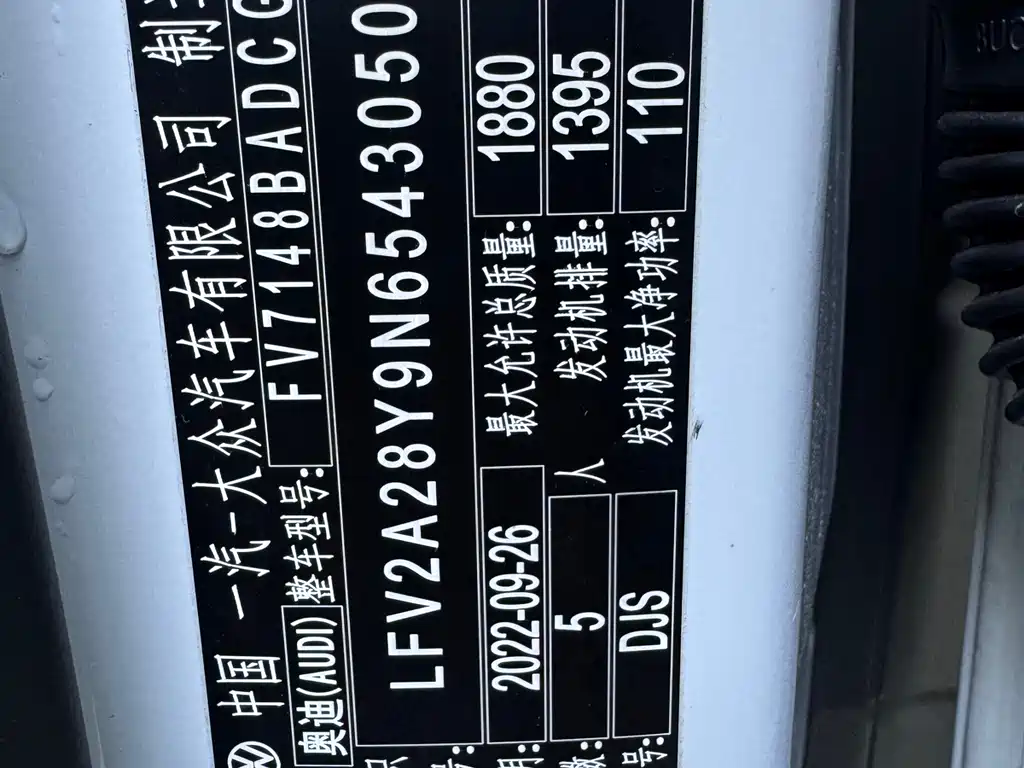 中国 一汽-大众汽车有限公司 制
奥迪(AUDI) 整车型号: FV7148BADCG
LFV2A28Y9N6543050
2022-09-26 最大允许总质量: 1880
数: 5 人 发动机排量: 1395
号: DJS 发动机最大净功率: 110